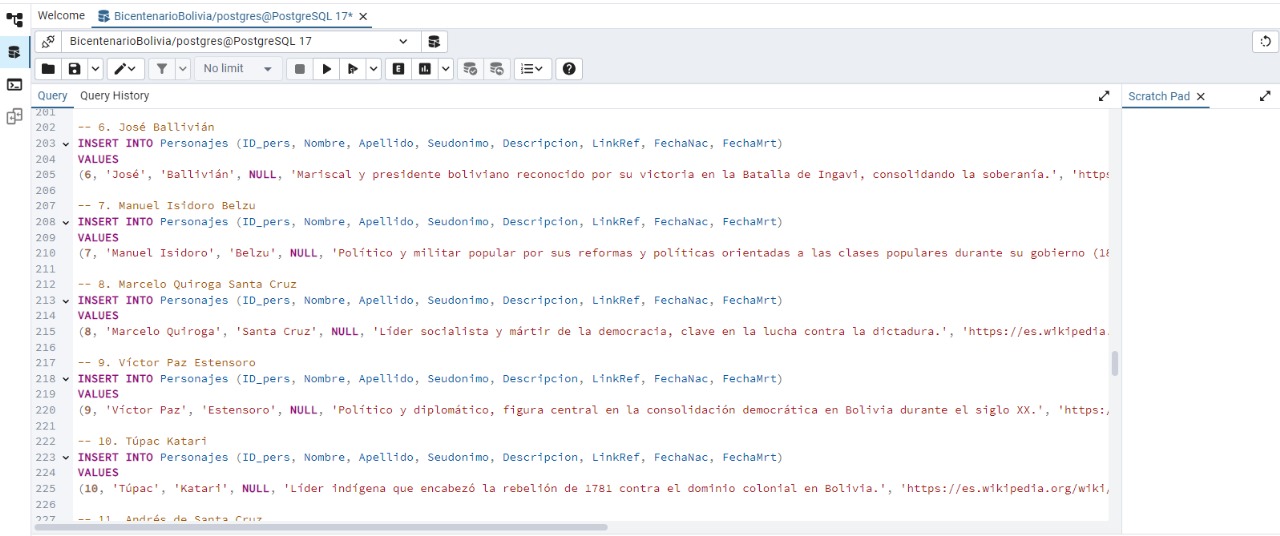 Welcome
BicentenarioBolivia/postgres@PostgreSQL 17*
BicentenarioBolivia/postgres@PostgreSQL 17
No limit
Query
Query History
Scratch Pad
201
202 -- 6. José Ballivián
203 INSERT INTO Personajes (ID_pers, Nombre, Apellido, Seudonimo, Descripcion, LinkRef, FechaNac, FechaMrt)
204 VALUES
205 (6, 'José', 'Ballivián', NULL, 'Mariscal y presidente boliviano reconocido por su victoria en la Batalla de Ingavi, consolidando la soberanía.', 'https
206
207 -- 7. Manuel Isidoro Belzu
208 INSERT INTO Personajes (ID_pers, Nombre, Apellido, Seudonimo, Descripcion, LinkRef, FechaNac, FechaMrt)
209 VALUES
210 (7, 'Manuel Isidoro', 'Belzu', NULL, 'Político y militar popular por sus reformas y políticas orientadas a las clases populares durante su gobierno (18
211
212 -- 8. Marcelo Quiroga Santa Cruz
213 INSERT INTO Personajes (ID_pers, Nombre, Apellido, Seudonimo, Descripcion, LinkRef, FechaNac, FechaMrt)
214 VALUES
215 (8, 'Marcelo Quiroga', 'Santa Cruz', NULL, 'Líder socialista y mártir de la democracia, clave en la lucha contra la dictadura.', 'https://es.wikipedia.
216
217 -- 9. Víctor Paz Estensoro
218 INSERT INTO Personajes (ID_pers, Nombre, Apellido, Seudonimo, Descripcion, LinkRef, FechaNac, FechaMrt)
219 VALUES
220 (9, 'Víctor Paz', 'Estensoro', NULL, 'Político y diplomático, figura central en la consolidación democrática en Bolivia durante el siglo XX.', 'https:/
221
222 -- 10. Túpac Katari
223 INSERT INTO Personajes (ID_pers, Nombre, Apellido, Seudonimo, Descripcion, LinkRef, FechaNac, FechaMrt)
224 VALUES
225 (10, 'Túpac', 'Katari', NULL, 'Líder indígena que encabezó la rebelión de 1781 contra el dominio colonial en Bolivia.', 'https://es.wikipedia.org/wiki/
226
227 -- 11. Andrés de Santa Cruz